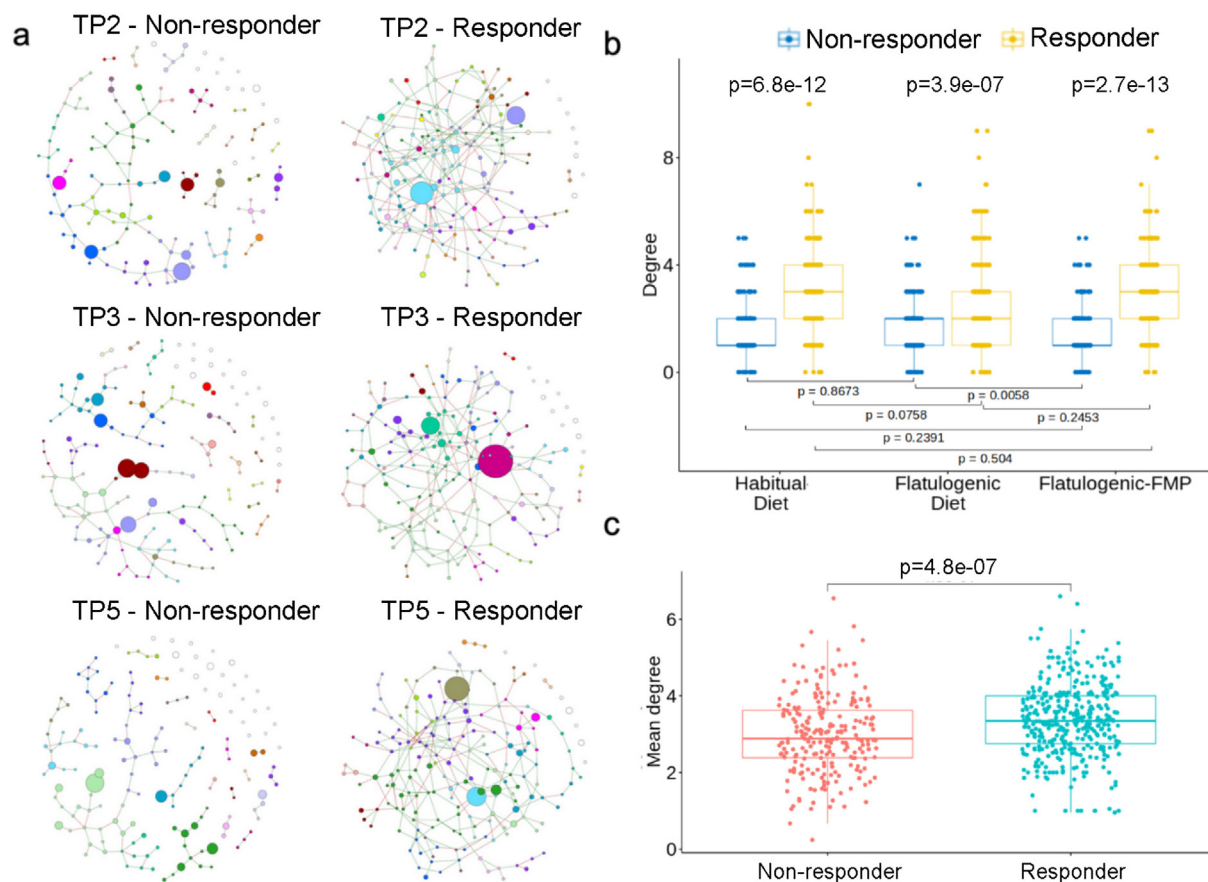 a
TP2 - Non-responder
TP2 - Responder
TP3 - Non-responder
TP3 - Responder
TP5 - Non-responder
TP5 - Responder
b
Non-responder
Responder
p=6.8e-12
p=3.9e-07
p=2.7e-13
Degree
8
4
0
p = 0.8673
p = 0.0058
p = 0.0758
p = 0.2453
p = 0.2391
p = 0.504
Habitual
Diet
Flatulogenic
Diet
Flatulogenic-FMP
c
p=4.8e-07
Mean degree
6
4
2
0
Non-responder
Responder